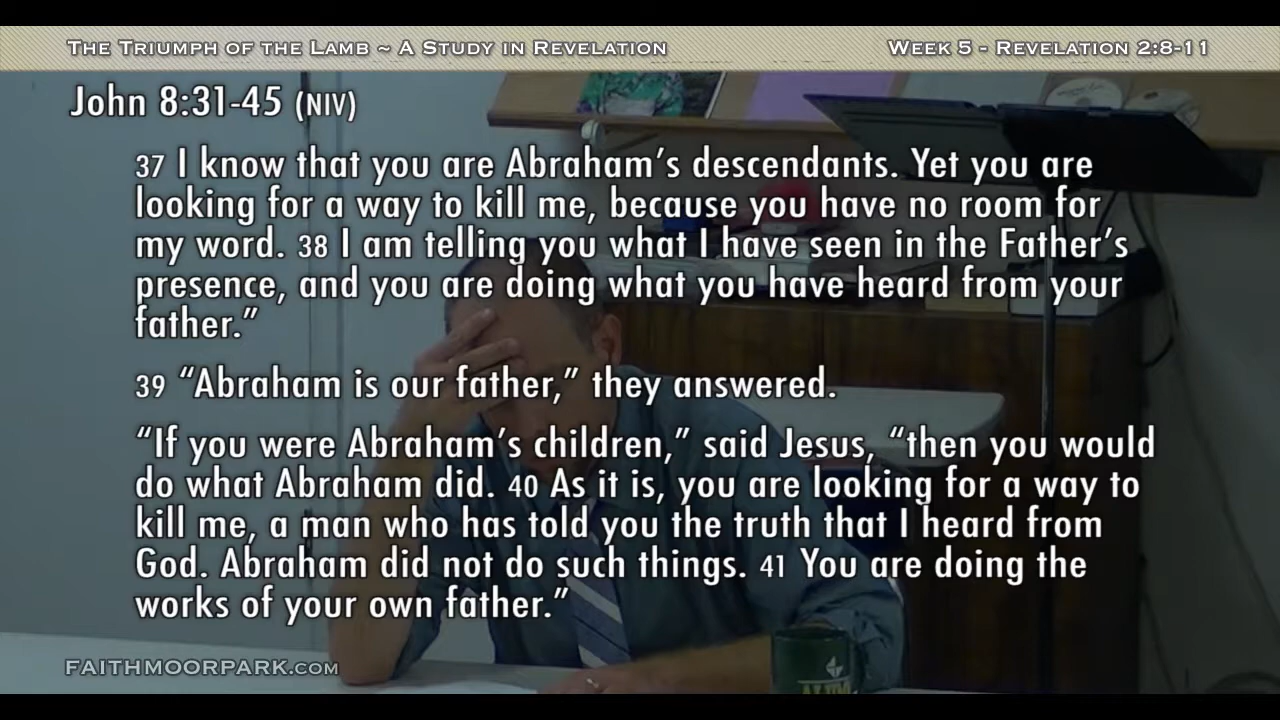 The Triumph of the Lamb ~ A Study in Revelation
Week 5 - Revelation 2:8-11
John 8:31-45 (NIV)
37 I know that you are Abraham’s descendants. Yet you are
looking for a way to kill me, because you have no room for
my word. 38 I am telling you what I have seen in the Father’s
presence, and you are doing what you have heard from your
father.”
39 “Abraham is our father,” they answered.
“If you were Abraham’s children,” said Jesus, “then you would
do what Abraham did. 40 As it is, you are looking for a way to
kill me, a man who has told you the truth that I heard from
God. Abraham did not do such things. 41 You are doing the
works of your own father.”
FAITHMOORPARK.COM